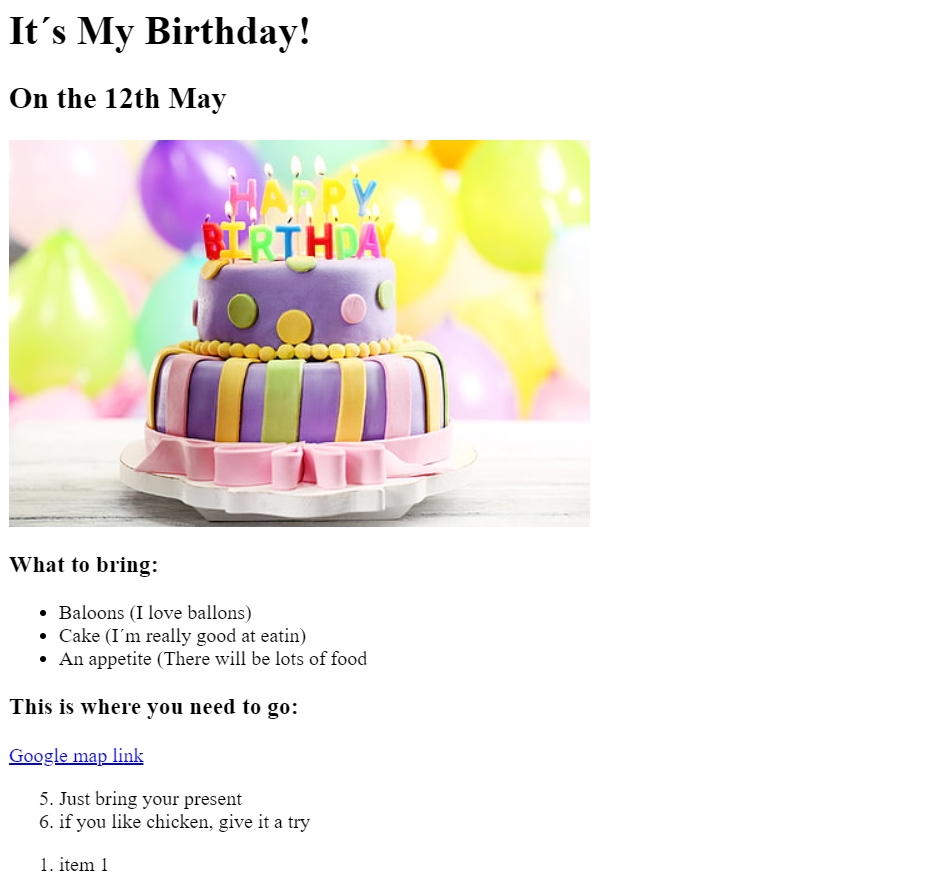 It´s My Birthday!
On the 12th May
HAPPY
BIRTHDAY
What to bring:
Baloons (I love ballons)
Cake (I´m really good at eatin)
An appetite (There will be lots of food
This is where you need to go:
Google map link
5. Just bring your present
6. if you like chicken, give it a try
1. item 1